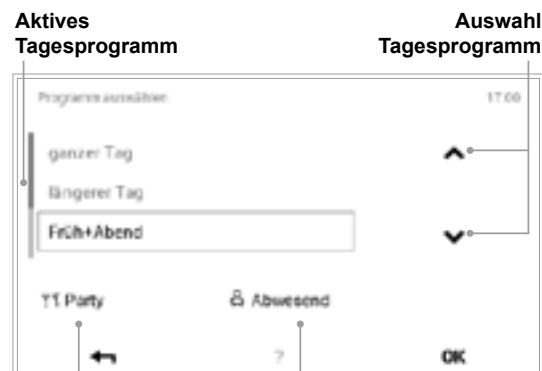 Aktives
Tagesprogramm
Auswahl
Tagesprogramm
Programm auswählen 17:00
ganzer Tag
längerer Tag
Früh+Abend
Party Abwesend
? OK